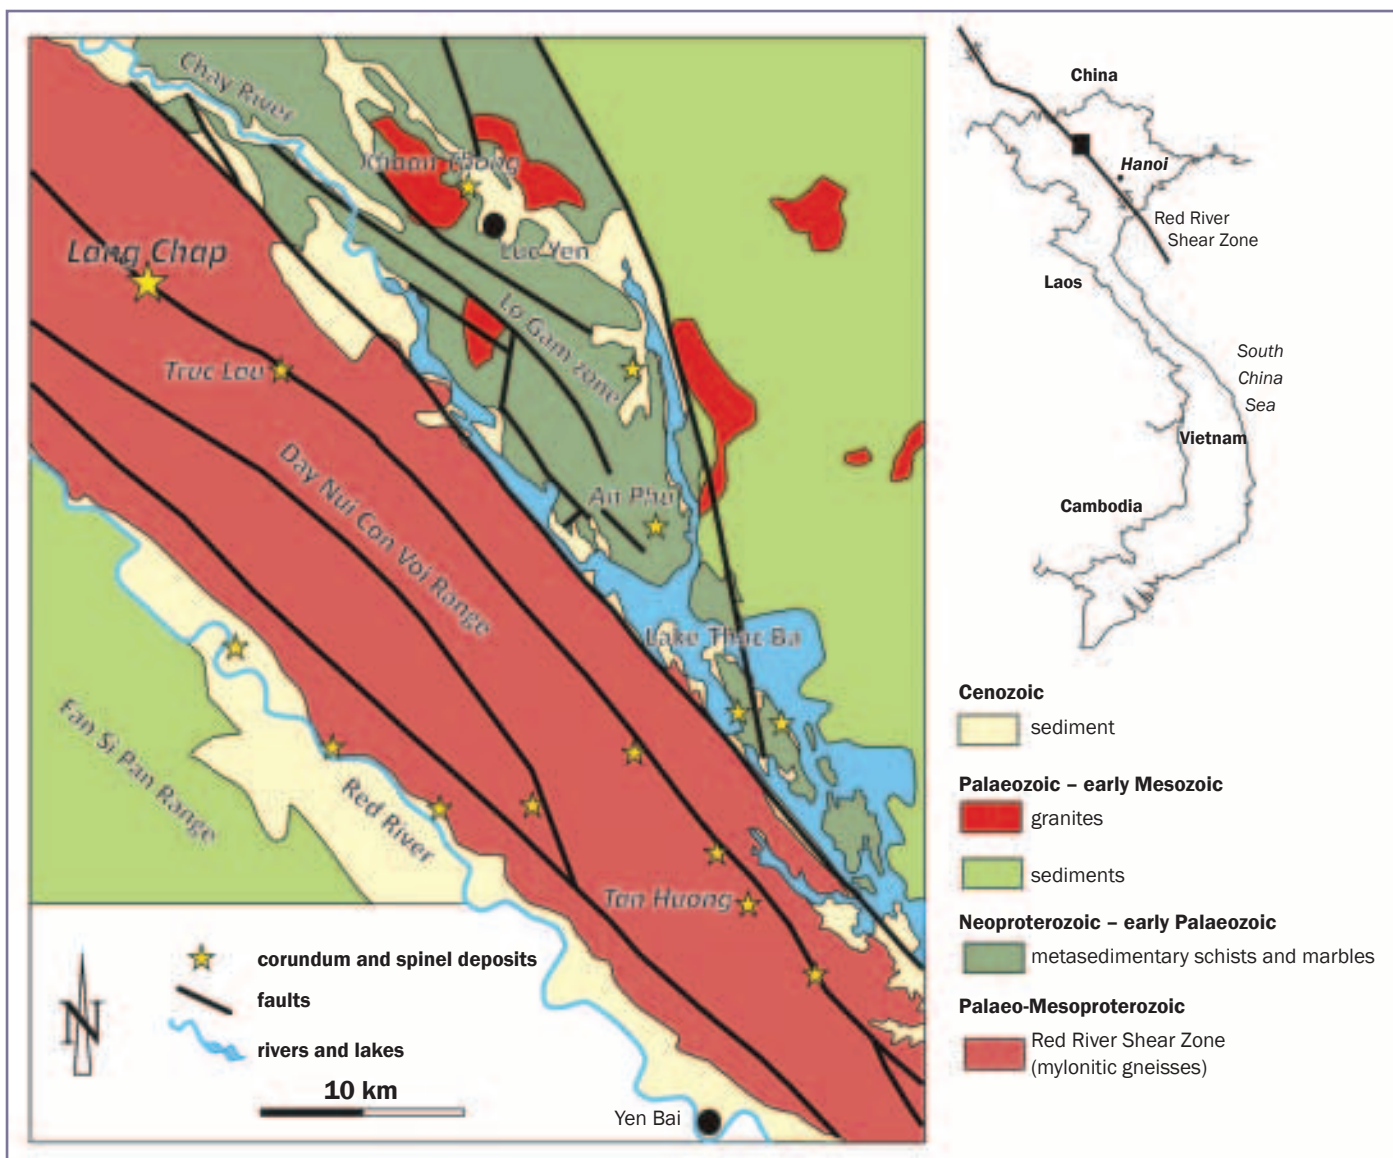 Chay River
Khoan Thong
Luc Yen
Lang Chap
Lo Gam zone
Truc Lau
An Phu
Day Nui Con Voi Range
Lake Thac Ba
Fan Si Pan Range
Red River
Tan Huong
Yen Bai
N
corundum and spinel deposits
faults
rivers and lakes
10 km
China
Hanoi
Red River
Shear Zone
Laos
South
China
Sea
Vietnam
Cambodia
Cenozoic
sediment
Palaeozoic – early Mesozoic
granites
sediments
Neoproterozoic – early Palaeozoic
metasedimentary schists and marbles
Palaeo-Mesoproterozoic
Red River Shear Zone
(mylonitic gneisses)